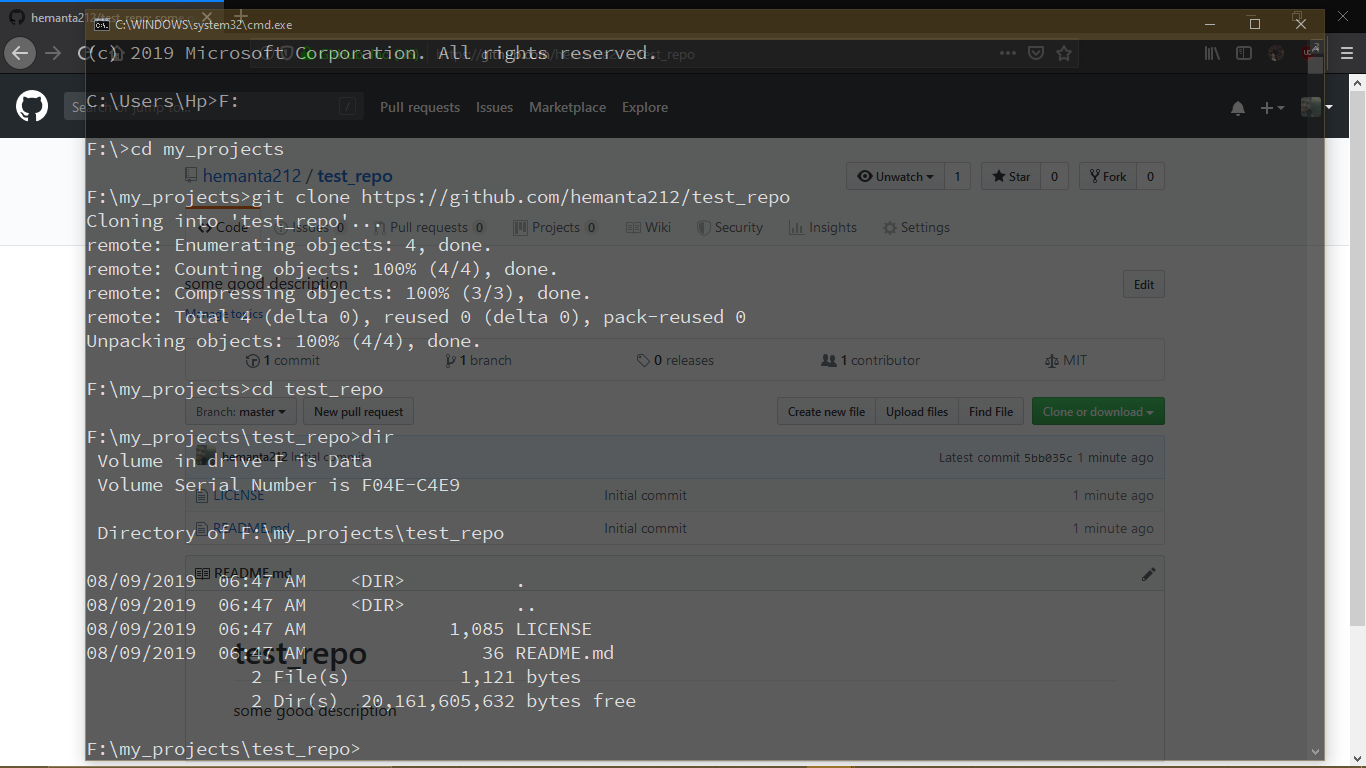 hemanta212/test_repo: some
C:\WINDOWS\system32\cmd.exe
(c) 2019 Microsoft Corporation. All rights reserved.
C:\Users\Hp>F:
Pull requests Issues Marketplace Explore
F:\>cd my_projects
hemanta212 / test_repo
Unwatch 1 Star 0 Fork 0
F:\my_projects>git clone https://github.com/hemanta212/test_repo
Cloning into 'test_repo'...
Code Issues 0 Pull requests 0 Projects 0 Wiki Security Insights Settings
remote: Enumerating objects: 4, done.
remote: Counting objects: 100% (4/4), done.
some good description
Edit
remote: Compressing objects: 100% (3/3), done.
Manage topics
remote: Total 4 (delta 0), reused 0 (delta 0), pack-reused 0
Unpacking objects: 100% (4/4), done.
1 commit 1 branch 0 releases 1 contributor MIT
F:\my_projects>cd test_repo
Branch: master New pull request Create new file Upload files Find File Clone or download
F:\my_projects\test_repo>dir
hemanta212 Initial commit Latest commit 5bb035c 1 minute ago
Volume in drive F is Data
Volume Serial Number is F04E-C4E9
LICENSE Initial commit 1 minute ago
README.md Initial commit 1 minute ago
Directory of F:\my_projects\test_repo
README.md
08/09/2019 06:47 AM <DIR> .
08/09/2019 06:47 AM <DIR> ..
08/09/2019 06:47 AM 1,085 LICENSE
08/09/2019 06:47 AM 36 README.md
test_repo
2 File(s) 1,121 bytes
2 Dir(s) 20,161,605,632 bytes free
some good description
F:\my_projects\test_repo>